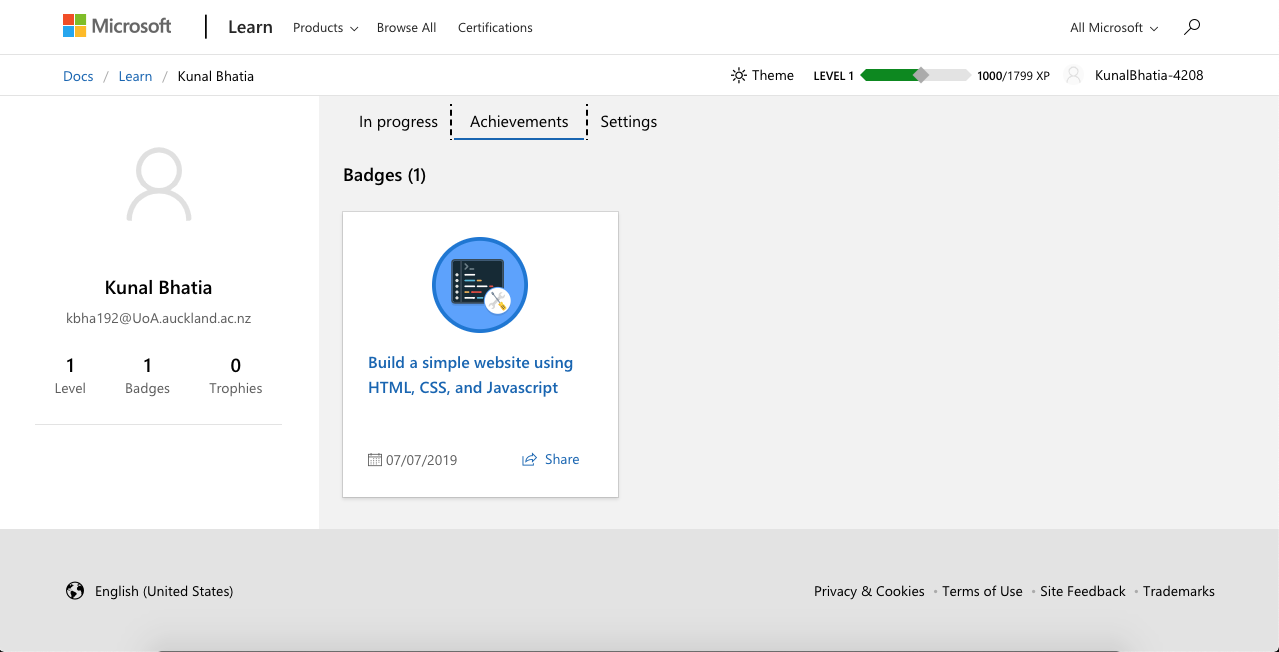 Microsoft Learn Products Browse All Certifications All Microsoft
Docs / Learn / Kunal Bhatia Theme LEVEL 1 1000/1799 XP KunalBhatia-4208
In progress Achievements Settings
Badges (1)
Kunal Bhatia
kbha192@UoA.auckland.ac.nz
1 1 0
Level Badges Trophies
Build a simple website using
HTML, CSS, and Javascript
07/07/2019 Share
English (United States) Privacy & Cookies • Terms of Use • Site Feedback • Trademarks